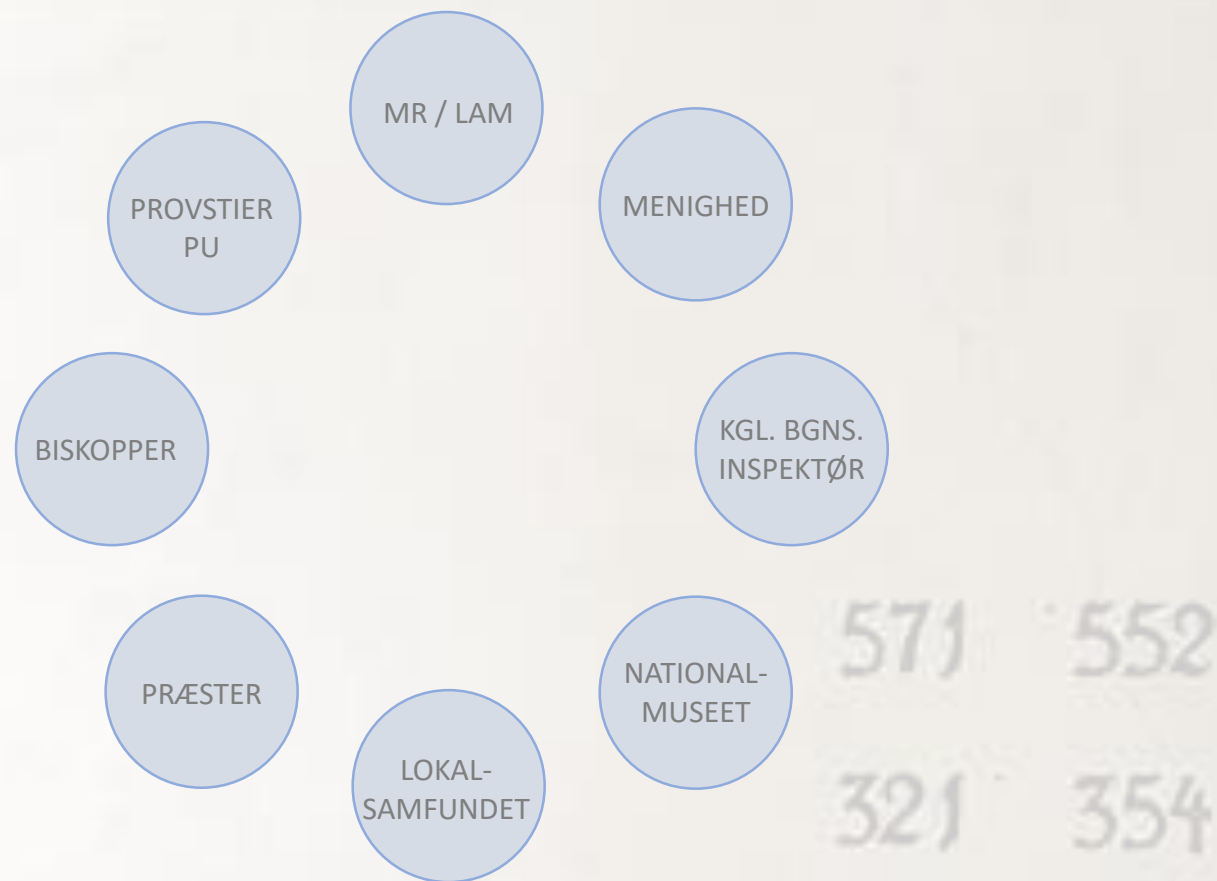 MR / LAM
MENIGHED
PROVSTIER
PU
KGL. BGNS.
INSPEKTØR
BISKOPPER
NATIONAL-
MUSEET
PRÆSTER
LOKAL-
SAMFUNDET
571 552
321 354